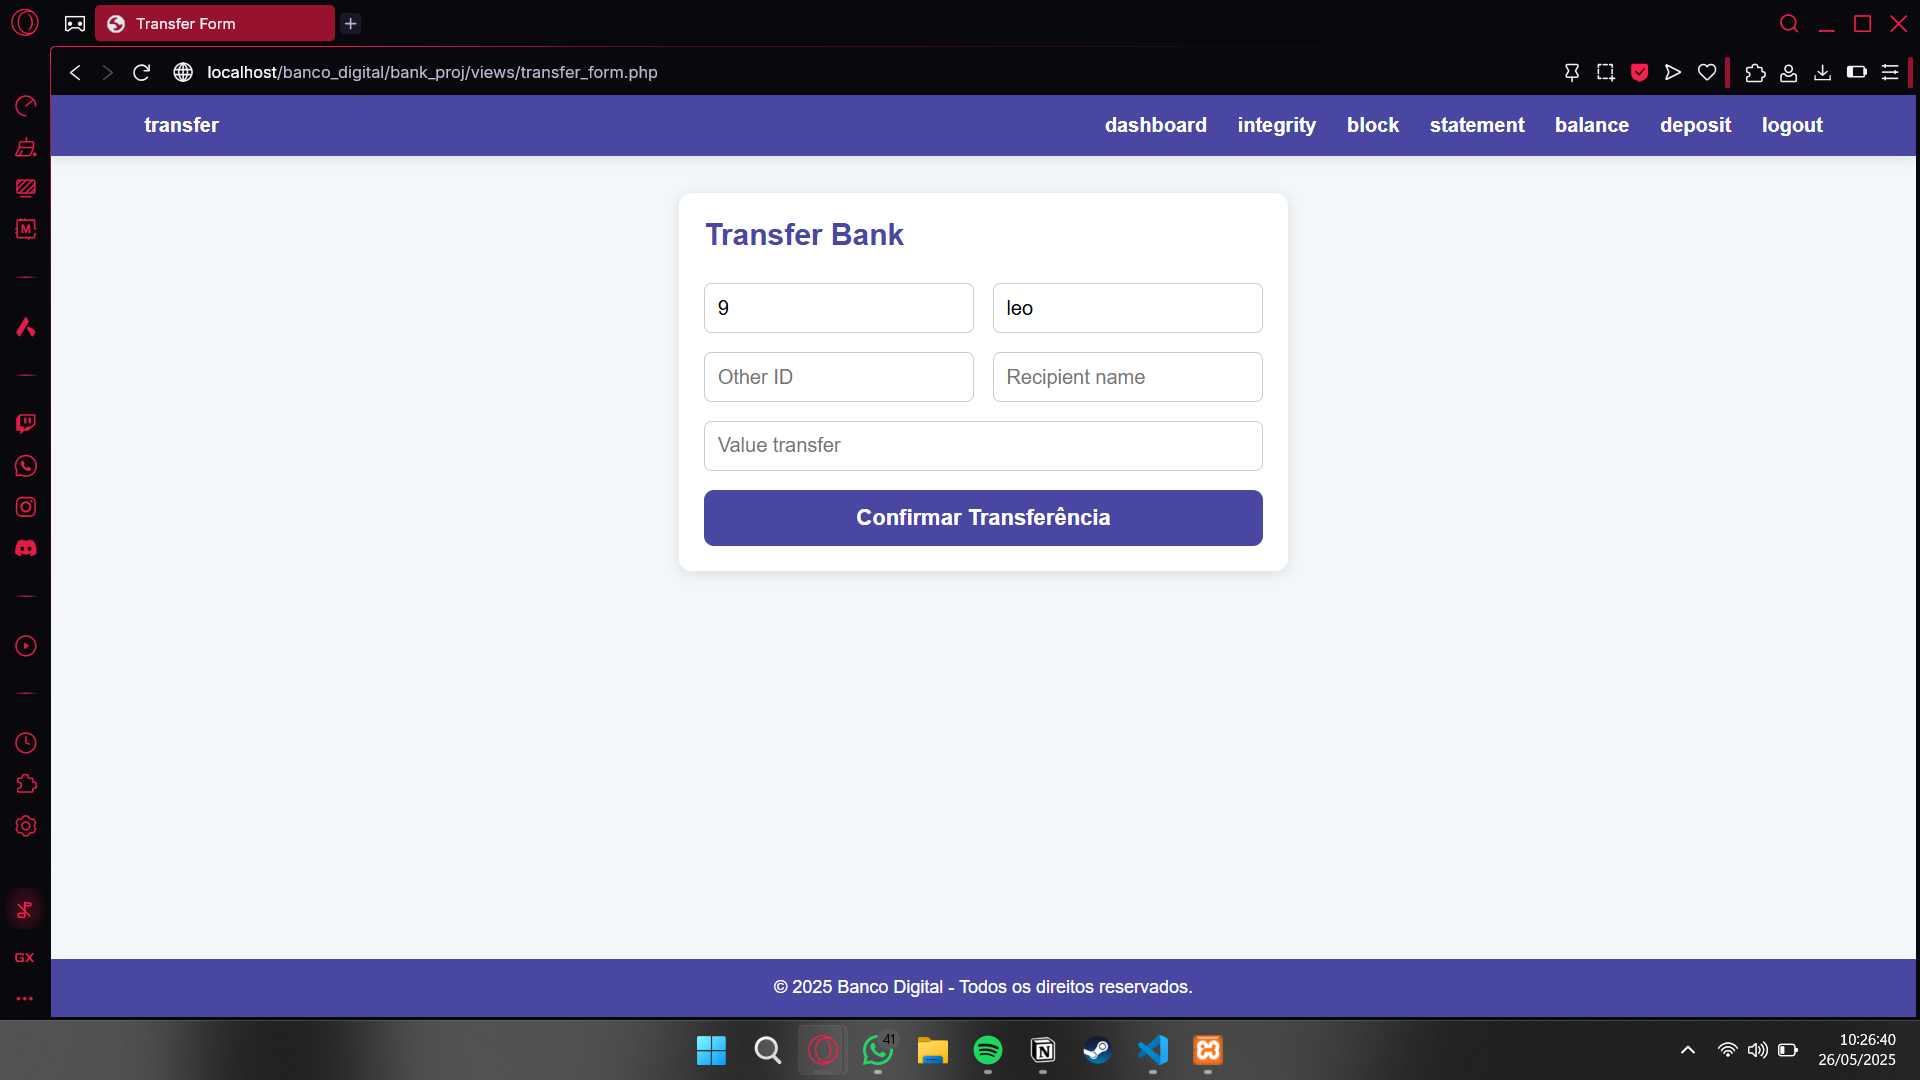 Transfer Form
localhost/banco_digital/bank_proj/views/transfer_form.php
transfer dashboard integrity block statement balance deposit logout
M
Transfer Bank
9 leo
Other ID Recipient name
Value transfer
Confirmar Transferência
GX
© 2025 Banco Digital - Todos os direitos reservados.
41
N
10:26:40
26/05/2025